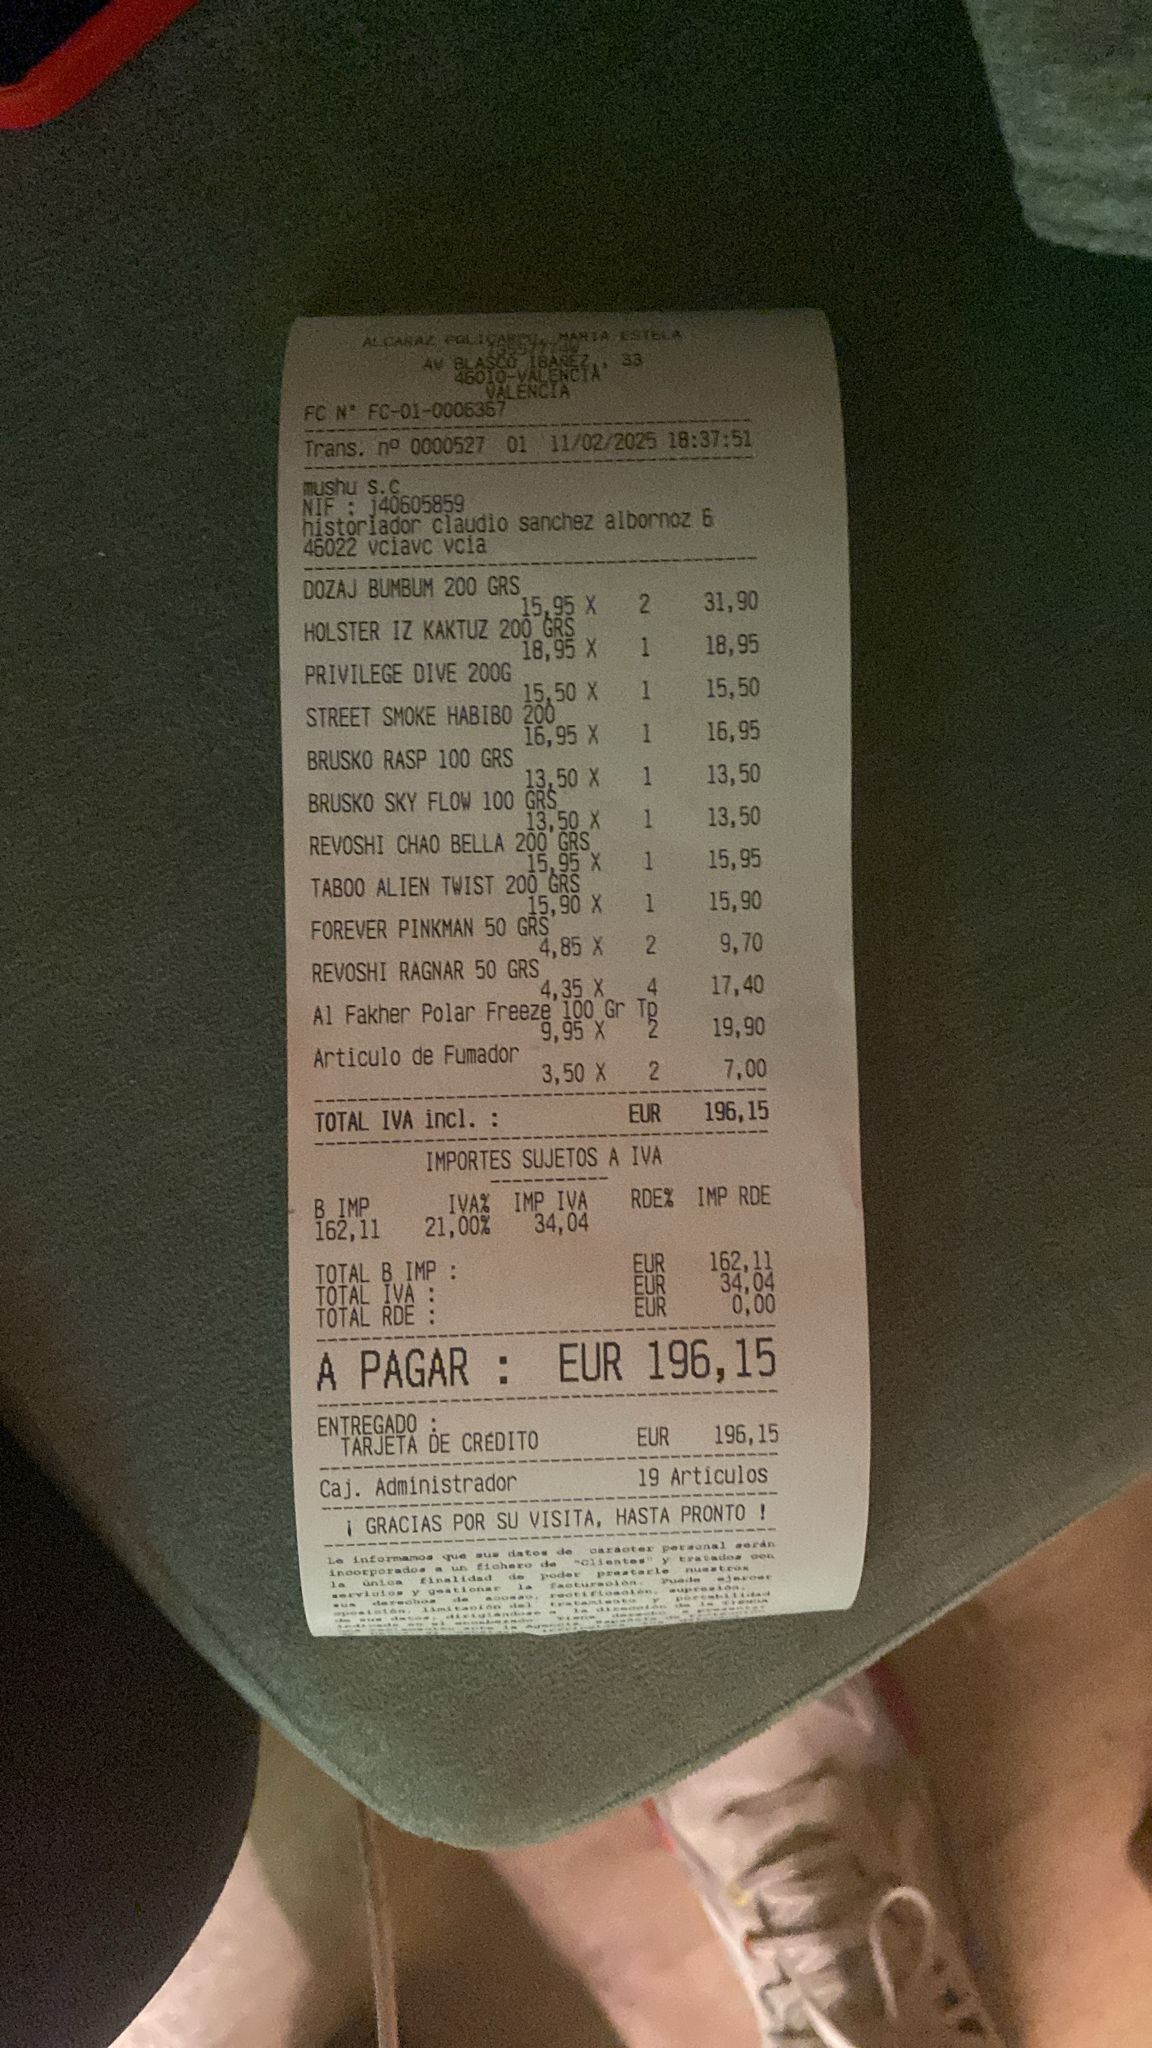 ALCARAZ POLICARPO, MARTA ESTELA
AV BLASCO IBAÑEZ,, 33
46010-VALENCIA
VALENCIA
FC N° FC-01-0006367
Trans. nº 0000527 01 11/02/2025 18:37:51
mushu s.c
NIF : j40605859
historiador claudio sanchez albornoz 6
46022 vciavc vcia
DOZAJ BUMBUM 200 GRS
15,95 X 2 31,90
HOLSTER IZ KAKTUZ 200 GRS
18,95 X 1 18,95
PRIVILEGE DIVE 200G
15,50 X 1 15,50
STREET SMOKE HABIBO 200
16,95 X 1 16,95
BRUSKO RASP 100 GRS
13,50 X 1 13,50
BRUSKO SKY FLOW 100 GRS
13,50 X 1 13,50
REVOSHI CHAO BELLA 200 GRS
15,95 X 1 15,95
TABOO ALIEN TWIST 200 GRS
15,90 X 1 15,90
FOREVER PINKMAN 50 GRS
4,85 X 2 9,70
REVOSHI RAGNAR 50 GRS
4,35 X 4 17,40
Al Fakher Polar Freeze 100 Gr Tp
9,95 X 2 19,90
Articulo de Fumador
3,50 X 2 7,00
TOTAL IVA incl. : EUR 196,15
IMPORTES SUJETOS A IVA
B IMP IVA% IMP IVA RDE% IMP RDE
162,11 21,00% 34,04
TOTAL B IMP : EUR 162,11
TOTAL IVA : EUR 34,04
TOTAL RDE : EUR 0,00
A PAGAR : EUR 196,15
ENTREGADO :
TARJETA DE CRÉDITO EUR 196,15
Caj. Administrador 19 Artículos
¡ GRACIAS POR SU VISITA, HASTA PRONTO !
Le informamos que sus datos de carácter personal serán
incorporados a un fichero de "Clientes" y tratados con
la única finalidad de poder prestarle nuestros
servicios y gestionar la facturación. Puede ejercer
sus derechos de acceso, rectificación, supresión,
oposición, limitación del tratamiento y portabilidad
de sus datos, dirigiéndose a la dirección de la